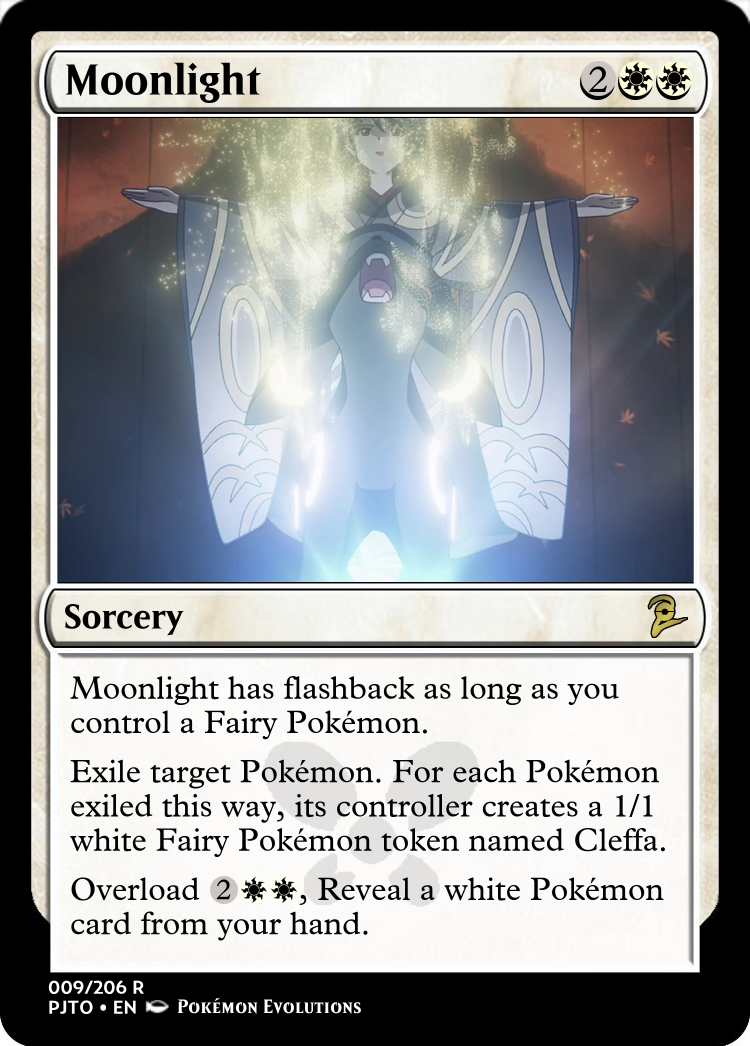 Moonlight 2
Sorcery
Moonlight has flashback as long as you
control a Fairy Pokémon.
Exile target Pokémon. For each Pokémon
exiled this way, its controller creates a 1/1
white Fairy Pokémon token named Cleffa.
Overload 2, Reveal a white Pokémon
card from your hand.
009/206 R
PJTO • EN Pokémon Evolutions